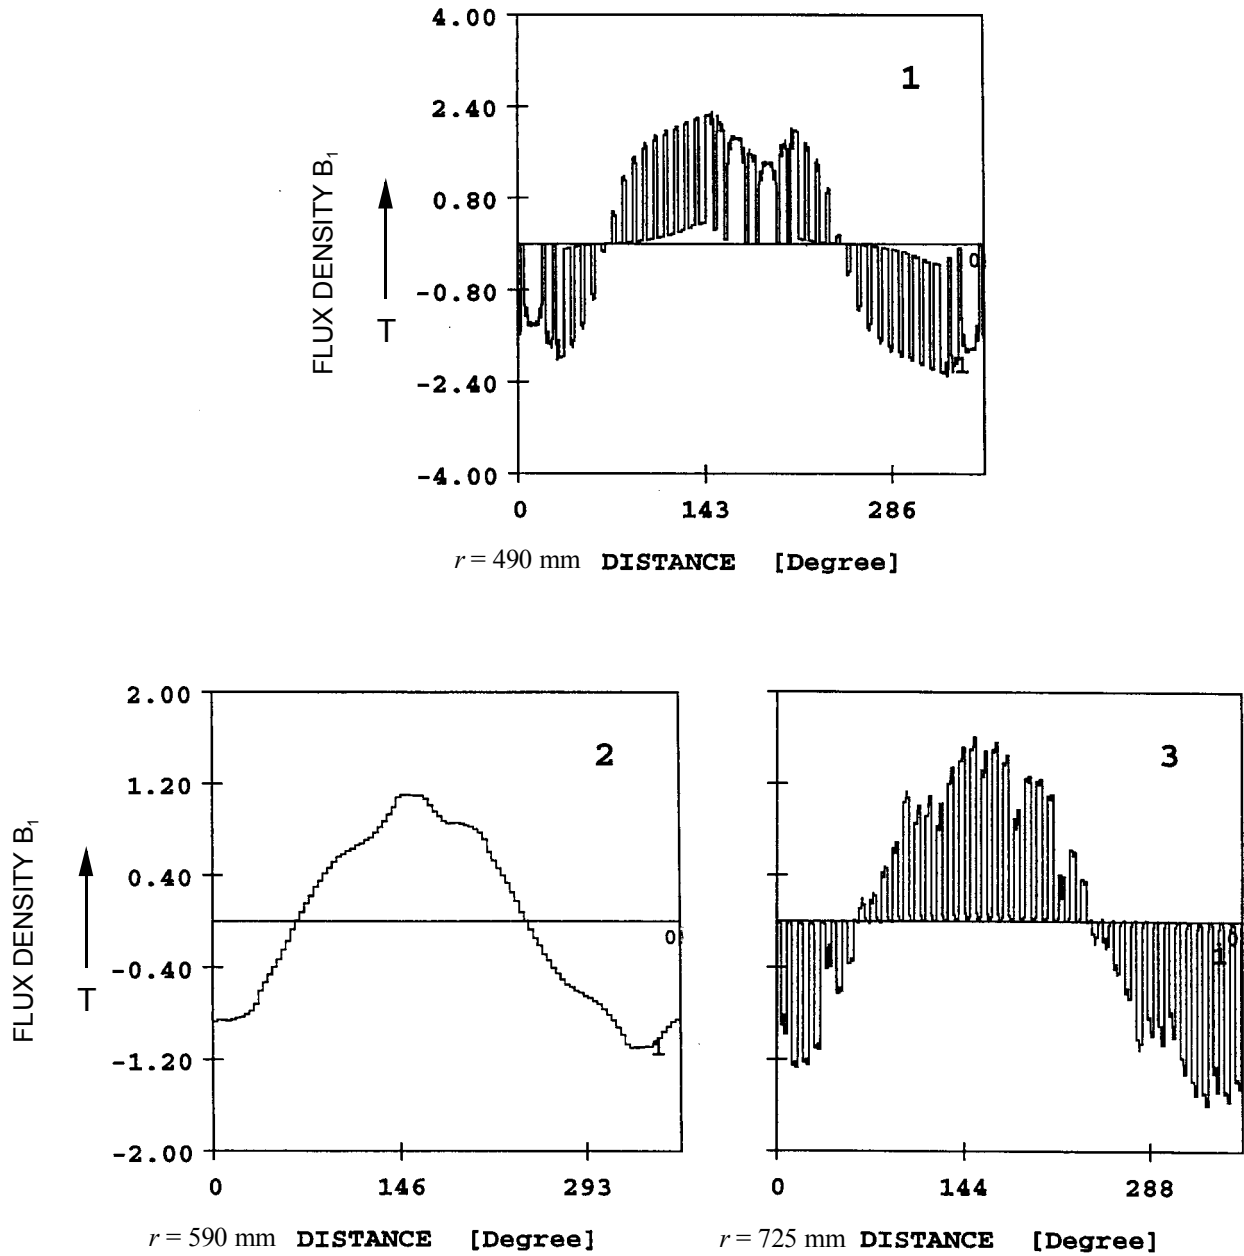 4.00
1
2.40
0.80
0
-0.80
1
-2.40
-4.00
FLUX DENSITY B₁
T
0 143 286
r = 490 mm DISTANCE [Degree]
2.00
2
1.20
0.40
0
-0.40
1
-1.20
-2.00
FLUX DENSITY B₁
T
0 146 293
r = 590 mm DISTANCE [Degree]
3
0
1
0 144 288
r = 725 mm DISTANCE [Degree]